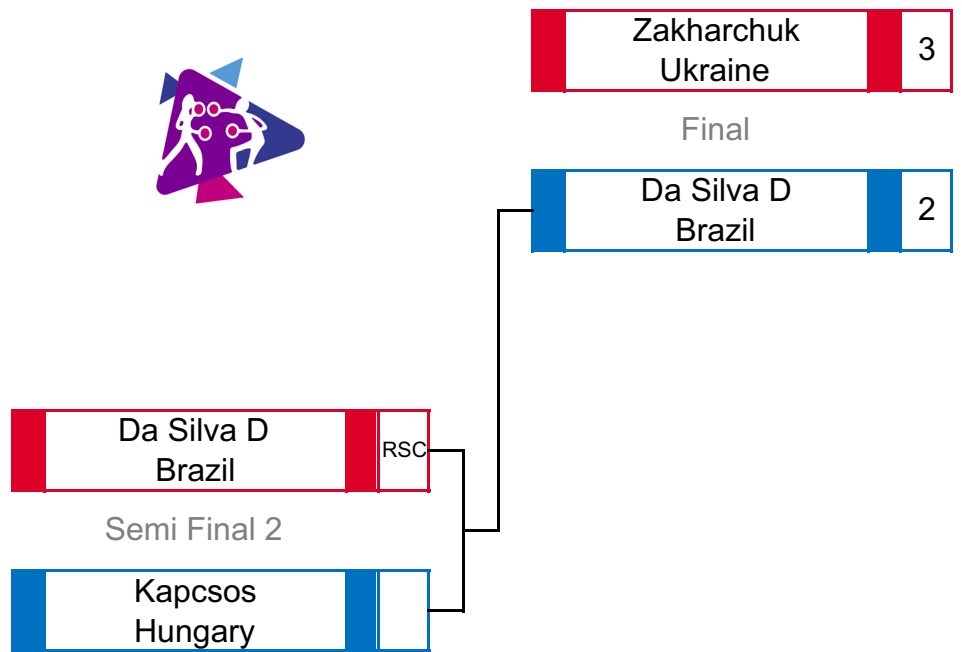 Zakharchuk
Ukraine
3
Final
Da Silva D
Brazil
2
Da Silva D
Brazil
RSC
Semi Final 2
Kapcsos
Hungary